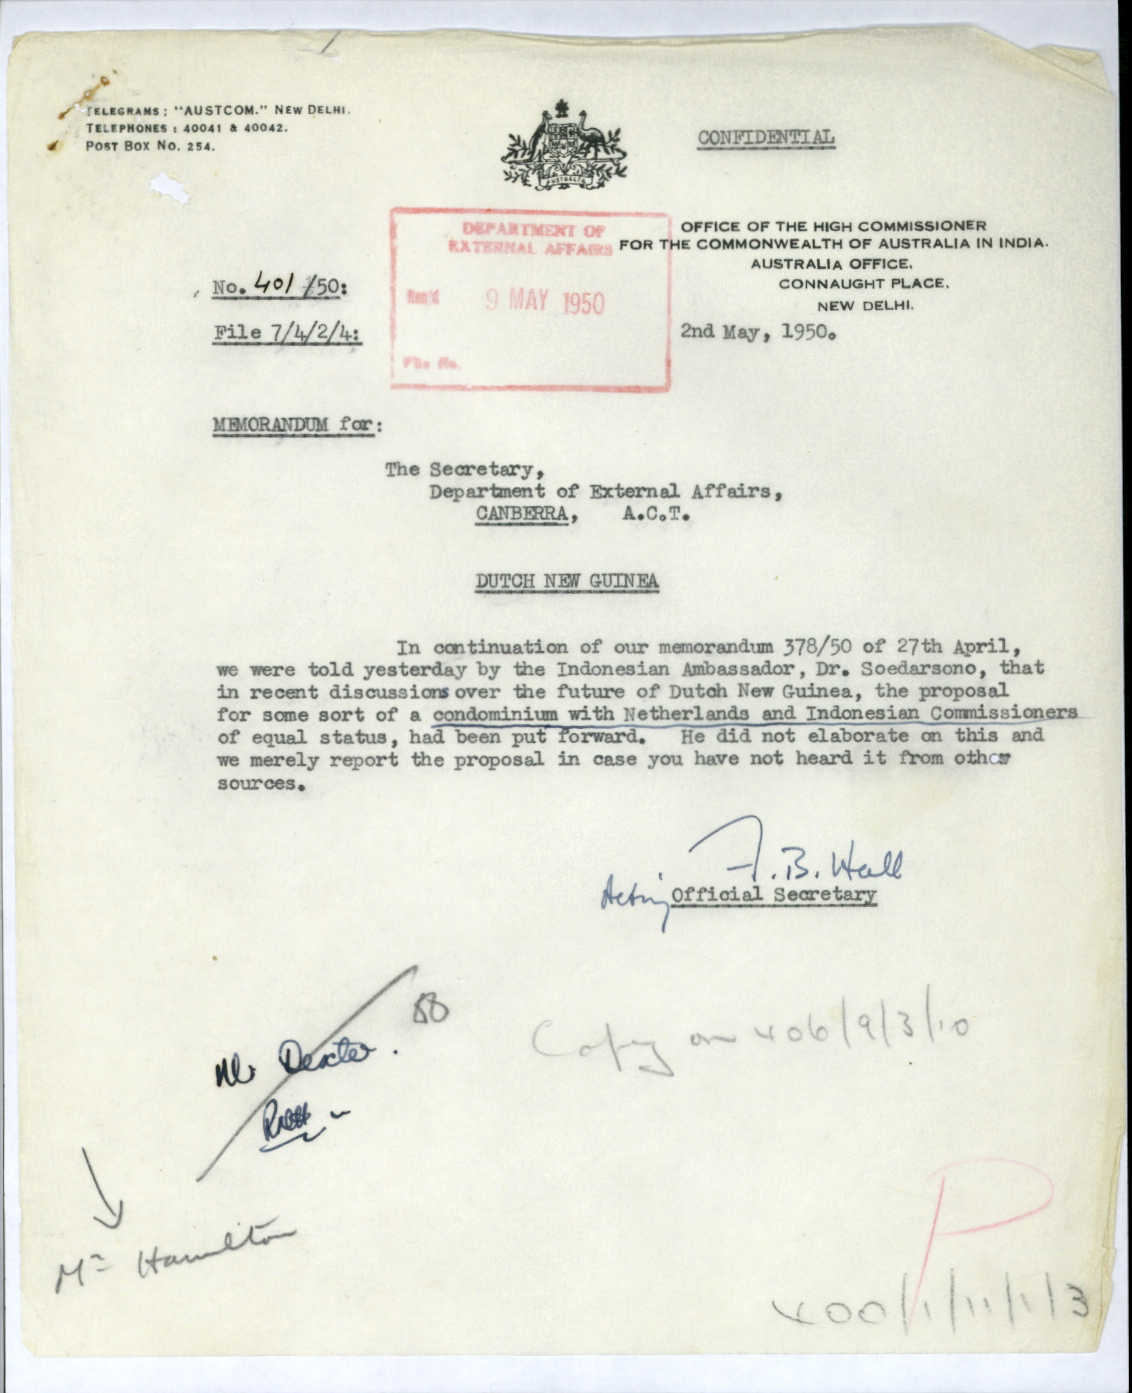 TELEGRAMS: "AUSTCOM." NEW DELHI.
TELEPHONES: 40041 & 40042.
POST BOX NO. 254.
AUSTRALIA
CONFIDENTIAL
DEPARTMENT OF
EXTERNAL AFFAIRS
Rec'd 9 MAY 1950
File No.
OFFICE OF THE HIGH COMMISSIONER
FOR THE COMMONWEALTH OF AUSTRALIA IN INDIA.
AUSTRALIA OFFICE,
CONNAUGHT PLACE,
NEW DELHI.
No. 401/50:
File 7/4/2/4:
2nd May, 1950.
MEMORANDUM for:
The Secretary,
Department of External Affairs,
CANBERRA, A.C.T.
DUTCH NEW GUINEA
In continuation of our memorandum 378/50 of 27th April,
we were told yesterday by the Indonesian Ambassador, Dr. Soedarsono, that
in recent discussions over the future of Dutch New Guinea, the proposal
for some sort of a condominium with Netherlands and Indonesian Commissioners
of equal status, had been put forward. He did not elaborate on this and
we merely report the proposal in case you have not heard it from other
sources.
F.B. Hall
Acting Official Secretary
Mr Dexter.
Copy on 406/9/3/10
Mr Hamilton
P
400/1/11/1/3